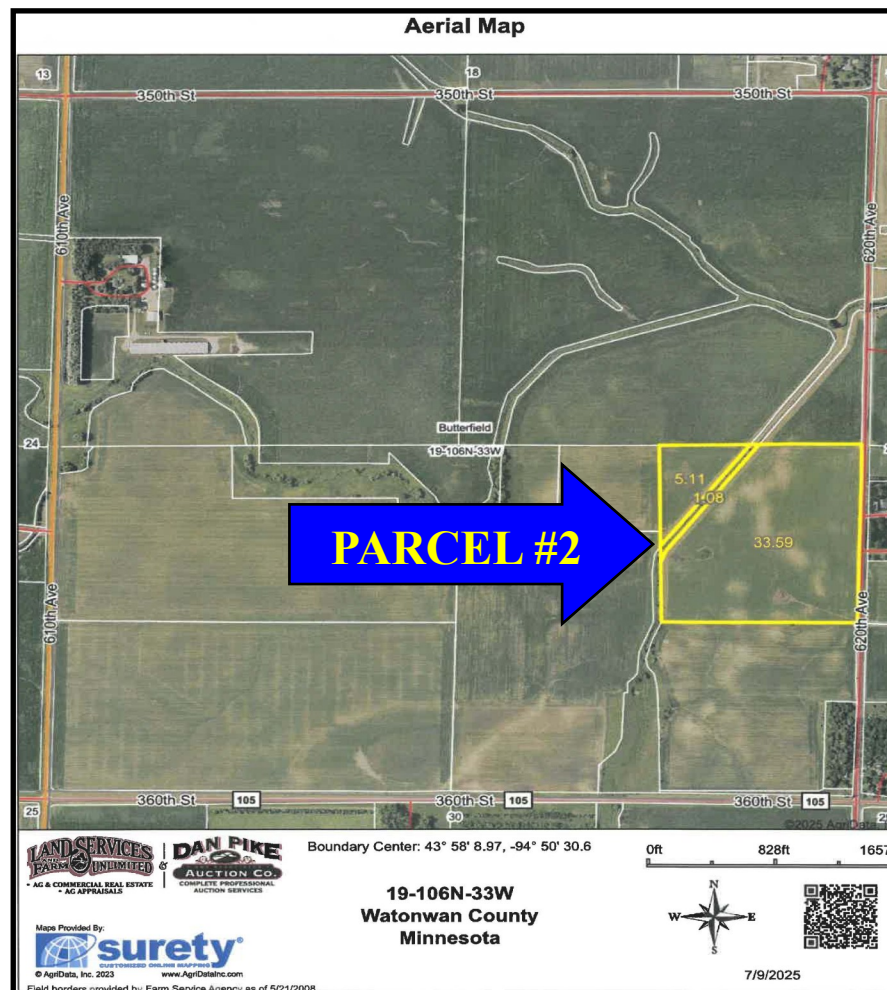 Aerial Map
13
18
350th St
350th St
350th St
610th Ave
620th Ave
Butterfield
24
19-106N-33W
5.11
1.08
PARCEL #2
33.59
610th Ave
620th Ave
360th St
105
360th St
105
360th St
105
25
30
©2025 AgriData
LAND SERVICES
AND
FARM UNLIMITED
• AG & COMMERCIAL REAL ESTATE
• AG APPRAISALS
&
DAN PIKE
AUCTION CO.
COMPLETE PROFESSIONAL
AUCTION SERVICES
Boundary Center: 43° 58' 8.97, -94° 50' 30.6
0ft
828ft
1657
19-106N-33W
Watonwan County
Minnesota
N
W
E
S
Maps Provided By:
surety®
CUSTOMIZED ONLINE MAPPING
© AgriData, Inc. 2023
www.AgriDataInc.com
7/9/2025
Field borders provided by Farm Service Agency as of 5/21/2008.